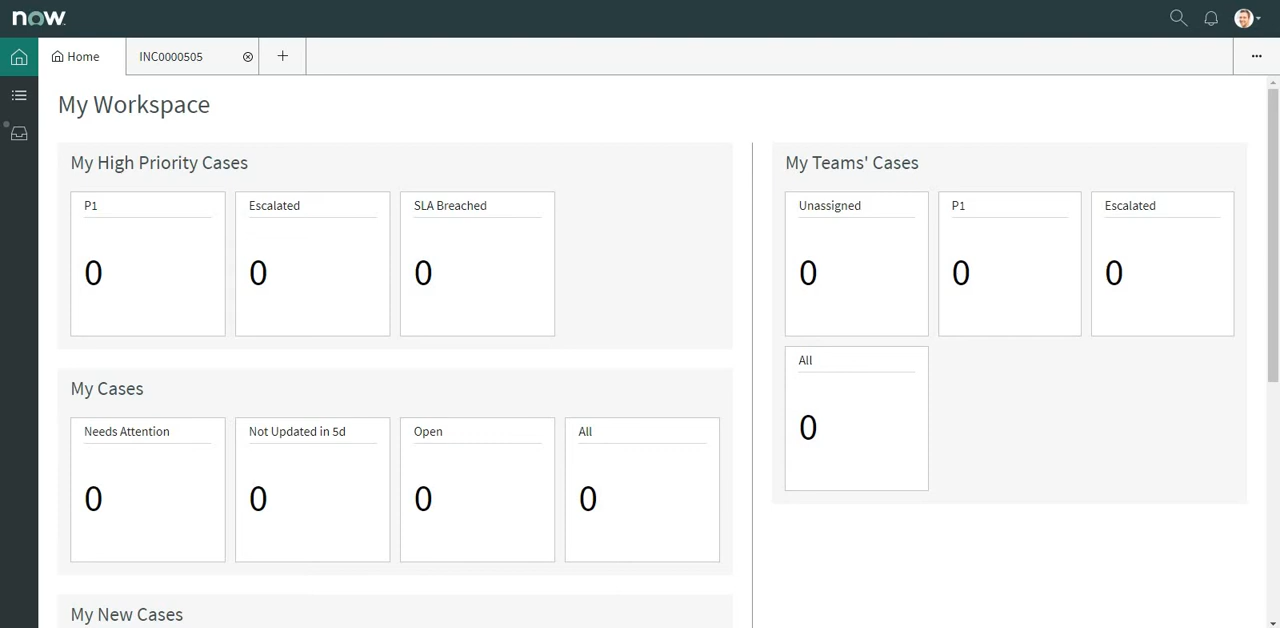 now.
Home
INC0000505
My Workspace
My High Priority Cases
P1
0
Escalated
0
SLA Breached
0
My Cases
Needs Attention
0
Not Updated in 5d
0
Open
0
All
0
My New Cases
My Teams' Cases
Unassigned
0
P1
0
Escalated
0
All
0